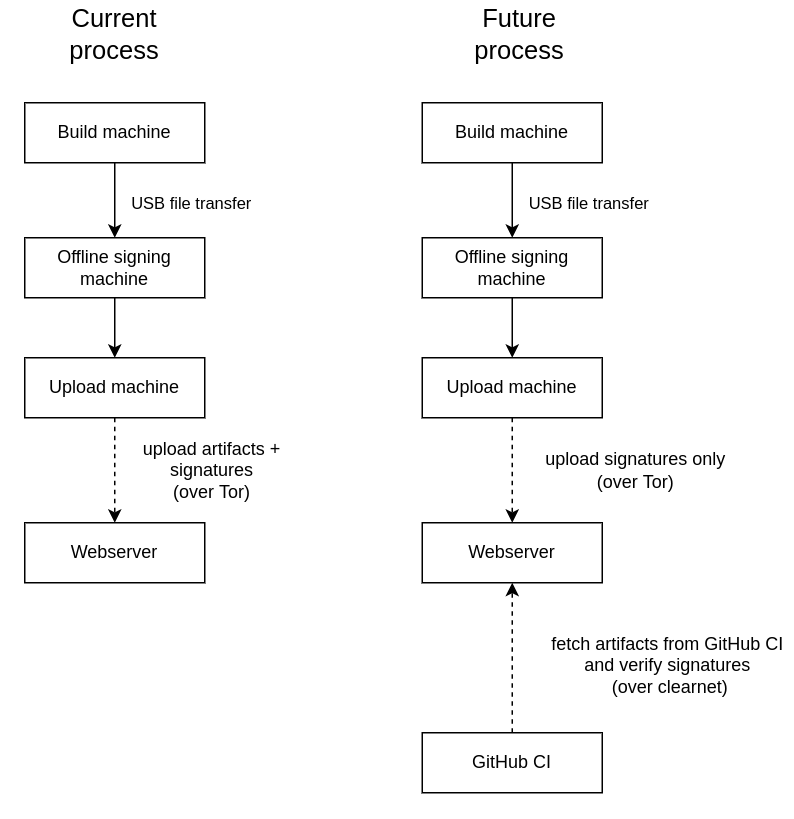 Current
process
Build machine
USB file transfer
Offline signing
machine
Upload machine
upload artifacts +
signatures
(over Tor)
Webserver
Future
process
Build machine
USB file transfer
Offline signing
machine
Upload machine
upload signatures only
(over Tor)
Webserver
fetch artifacts from GitHub CI
and verify signatures
(over clearnet)
GitHub CI